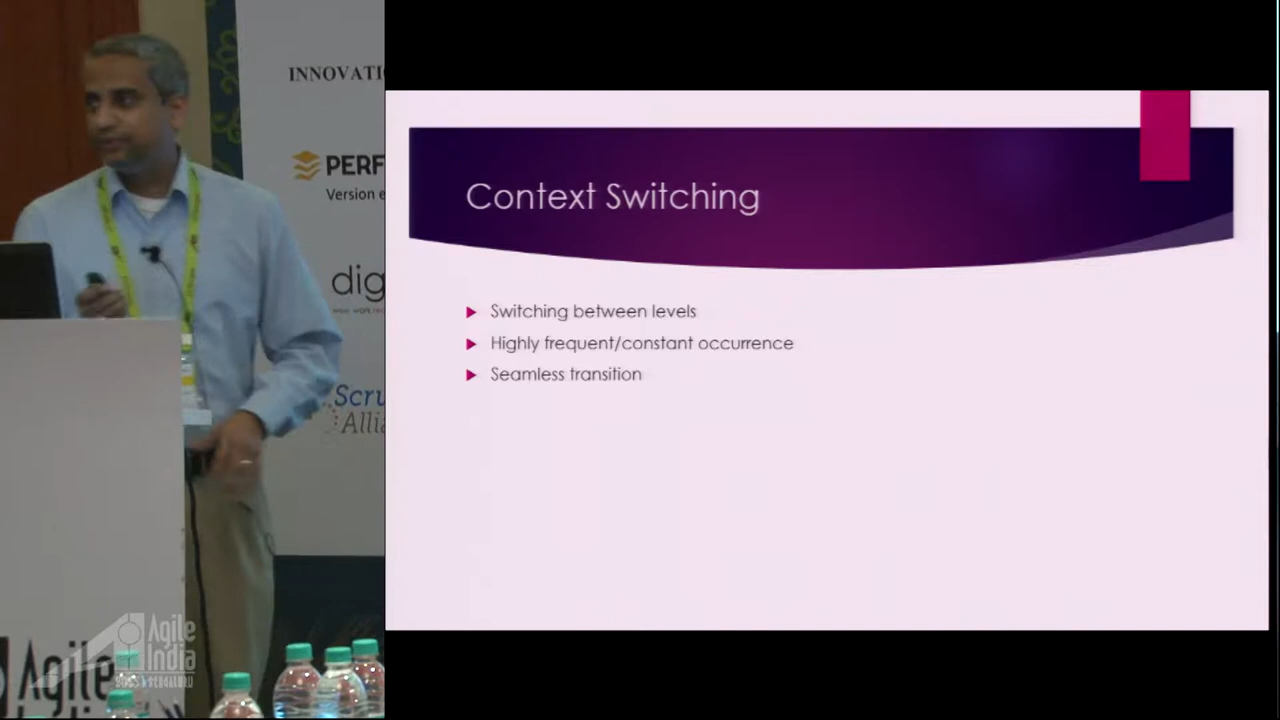 INNOVATI
PERF
Version e
dig
Scru
Allia
Context Switching
Switching between levels
Highly frequent/constant occurrence
Seamless transition
Agile
India
Agile